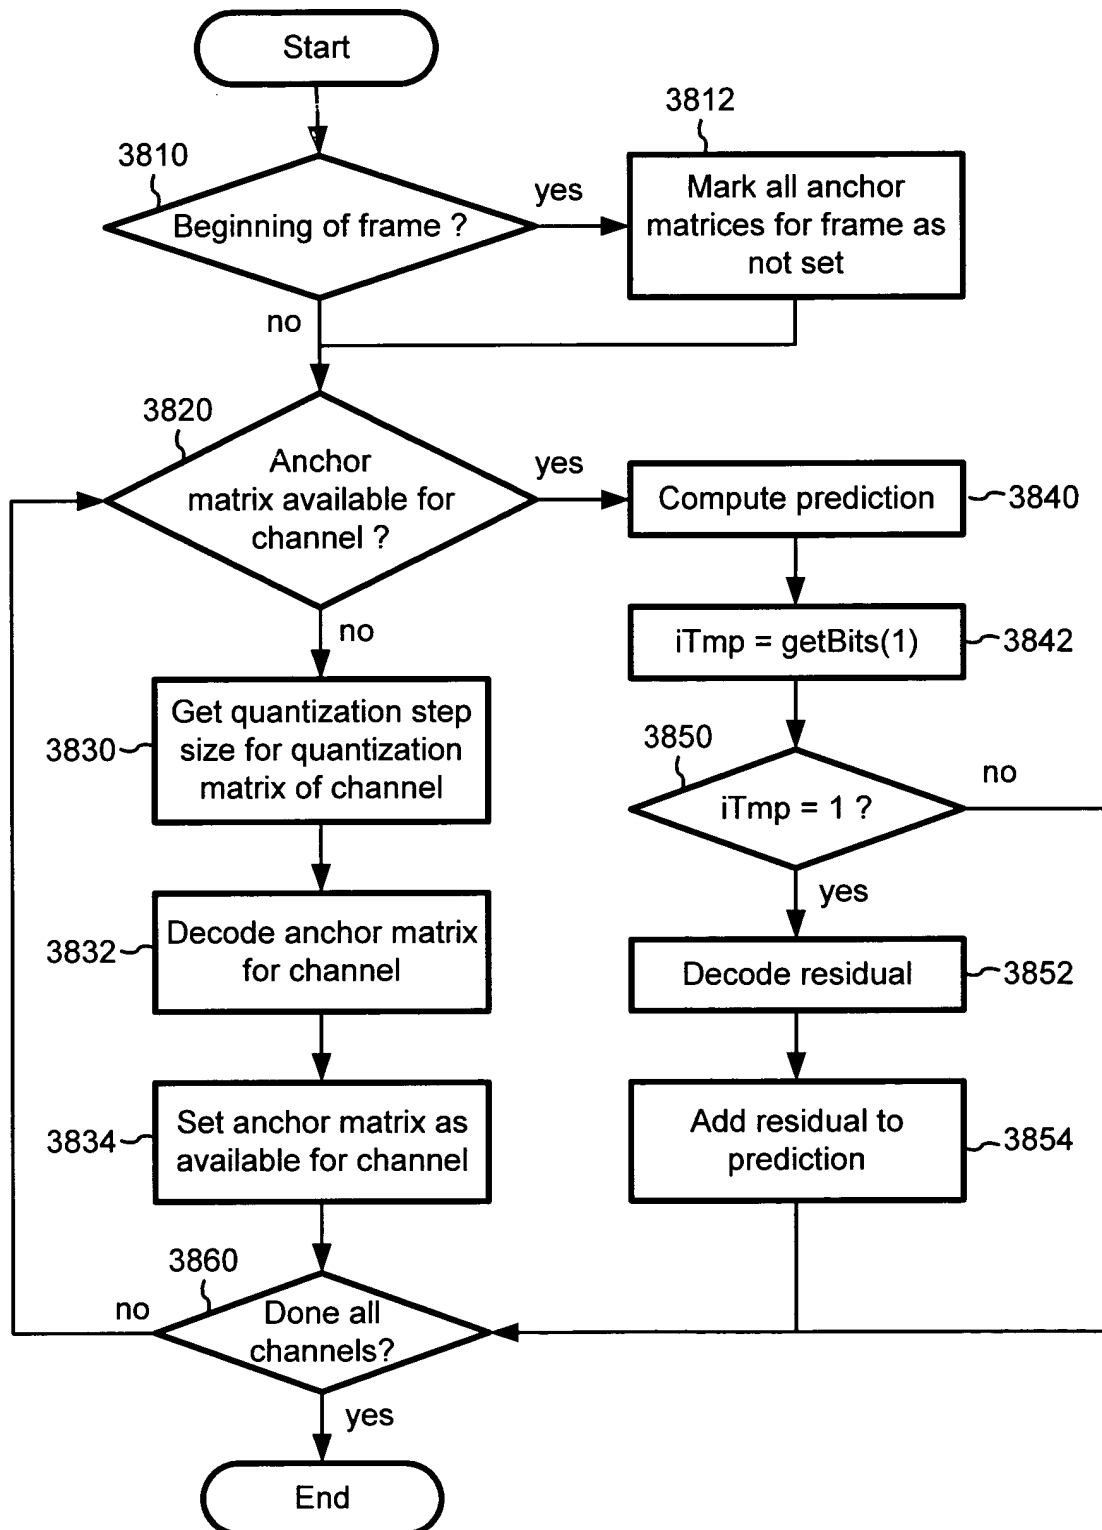 Start
3810
Beginning of frame ?
yes
no
3812
Mark all anchor
matrices for frame as
not set
3820
Anchor
matrix available for
channel ?
yes
no
3830
Get quantization step
size for quantization
matrix of channel
3832
Decode anchor matrix
for channel
3834
Set anchor matrix as
available for channel
Compute prediction
3840
iTmp = getBits(1)
3842
3850
iTmp = 1 ?
no
yes
Decode residual
3852
Add residual to
prediction
3854
3860
Done all
channels?
no
yes
End